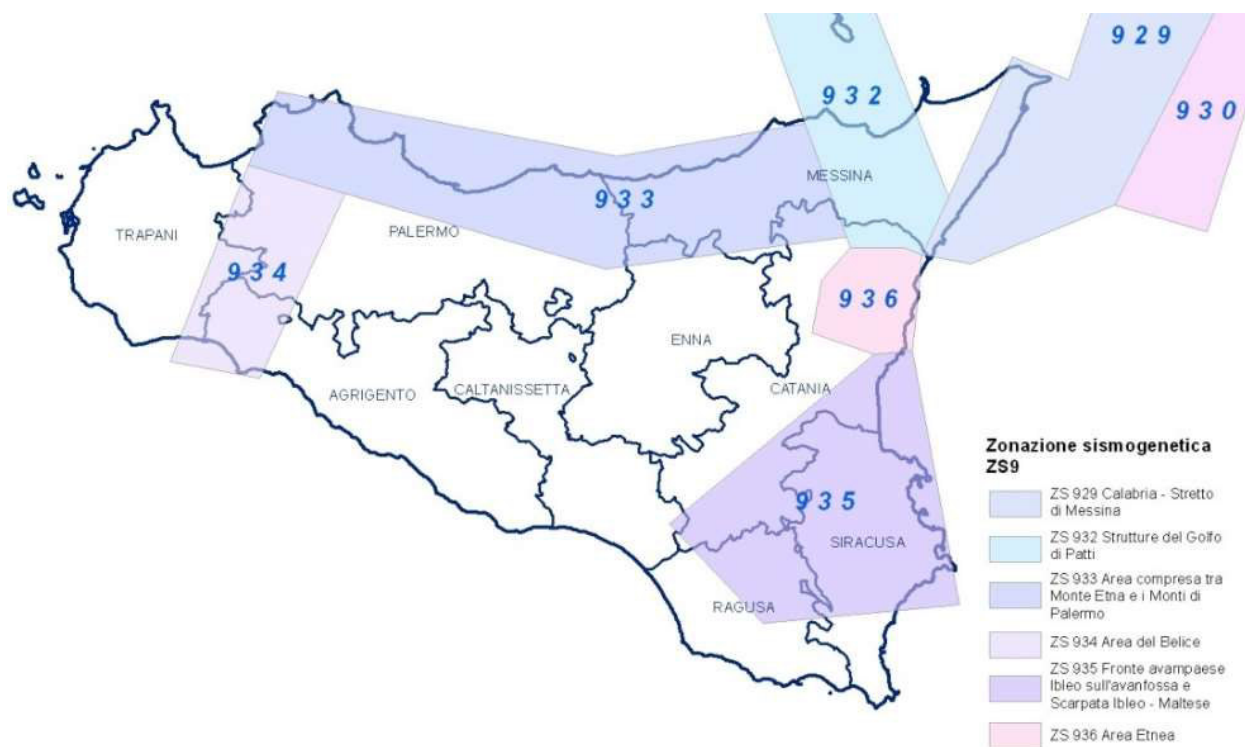 9 2 9
9 3 2
9 3 0
MESSINA
9 3 3
TRAPANI
PALERMO
9 3 4
9 3 6
ENNA
AGRIGENTO
CALTANISSETTA
CATANIA
9 3 5
SIRACUSA
RAGUSA
Zonazione sismogenetica
ZS9
ZS 929 Calabria - Stretto
di Messina
ZS 932 Strutture del Golfo
di Patti
ZS 933 Area compresa tra
Monte Etna e i Monti di
Palermo
ZS 934 Area del Belice
ZS 935 Fronte avampaese
Ibleo sull'avanfossa e
Scarpata Ibleo - Maltese
ZS 936 Area Etnea